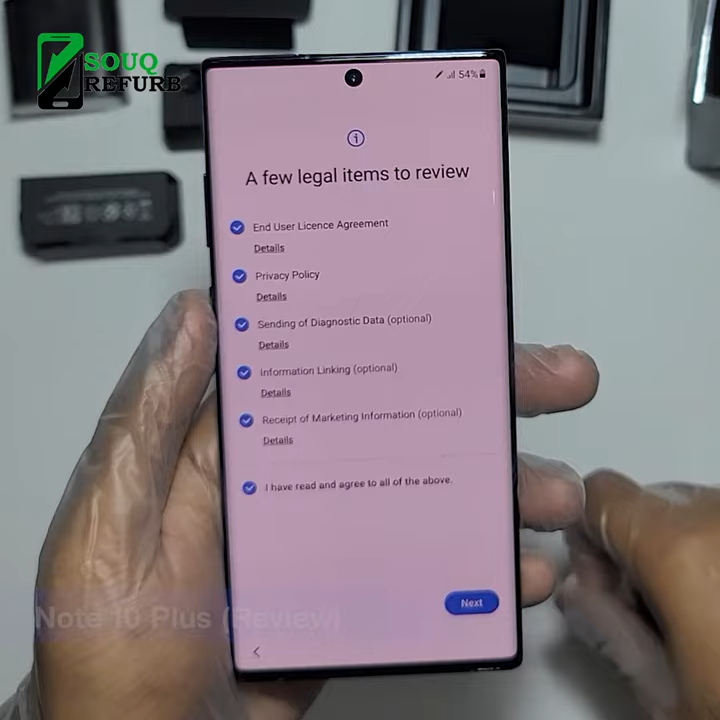 SOUQ
REFURB
54%
A few legal items to review
End User Licence Agreement
Details
Privacy Policy
Details
Sending of Diagnostic Data (optional)
Details
Information Linking (optional)
Details
Receipt of Marketing Information (optional)
Details
I have read and agree to all of the above.
Next
Note 10 Plus (Review)